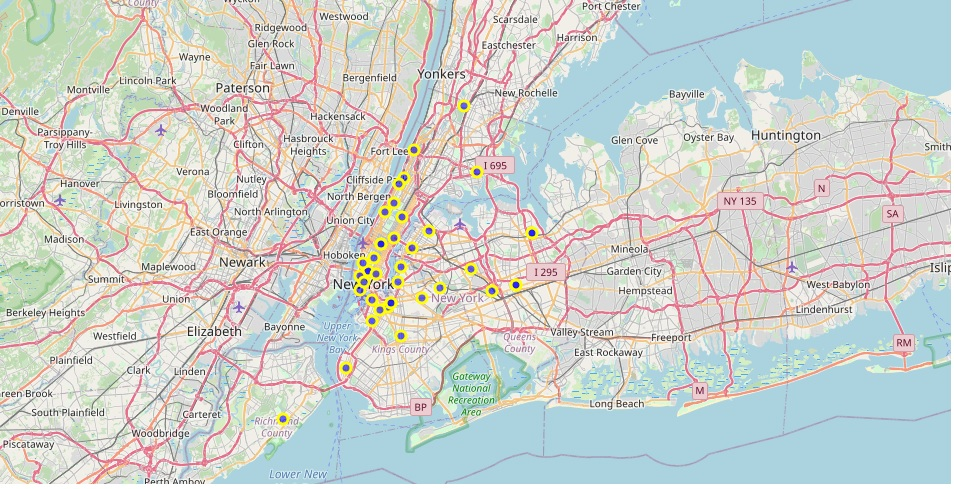 County
Wyckoff
Westwood
Scarsdale
Port Chester
Ridgewood
Glen Rock
Eastchester
Harrison
Wayne
Fair Lawn
Lincoln Park
Bergenfield
Yonkers
Montville
Paterson
New Rochelle
Bayville
Denville
Woodland
Park
Hackensack
Parsippany-
Troy Hills
Clifton
Hasbrouck
Heights
Fort Lee
Glen Cove
Oyster Bay
Huntington
Smith
Verona
Cliffside P
I 695
Hanover
Nutley
North Bergen
N
NY 135
Morristown
Livingston
Bloomfield
North Arlington
Union City
SA
Madison
East Orange
Mineola
Maplewood
Newark
Hoboken
I 295
Garden City
Islip
Summit
Union
New York
New York
Hempstead
West Babylon
Berkeley Heights
Lindenhurst
Westfield
Elizabeth
Bayonne
Upper
New York
Bay
Kings County
Queens
County
Valley Stream
Freeport
RM
East Rockaway
Plainfield
Clark
Linden
Gateway
National
Recreation
Area
M
Green Brook
South Plainfield
Carteret
BP
Long Beach
Richmond
County
Woodbridge
Piscataway
Perth Amboy
Lower New